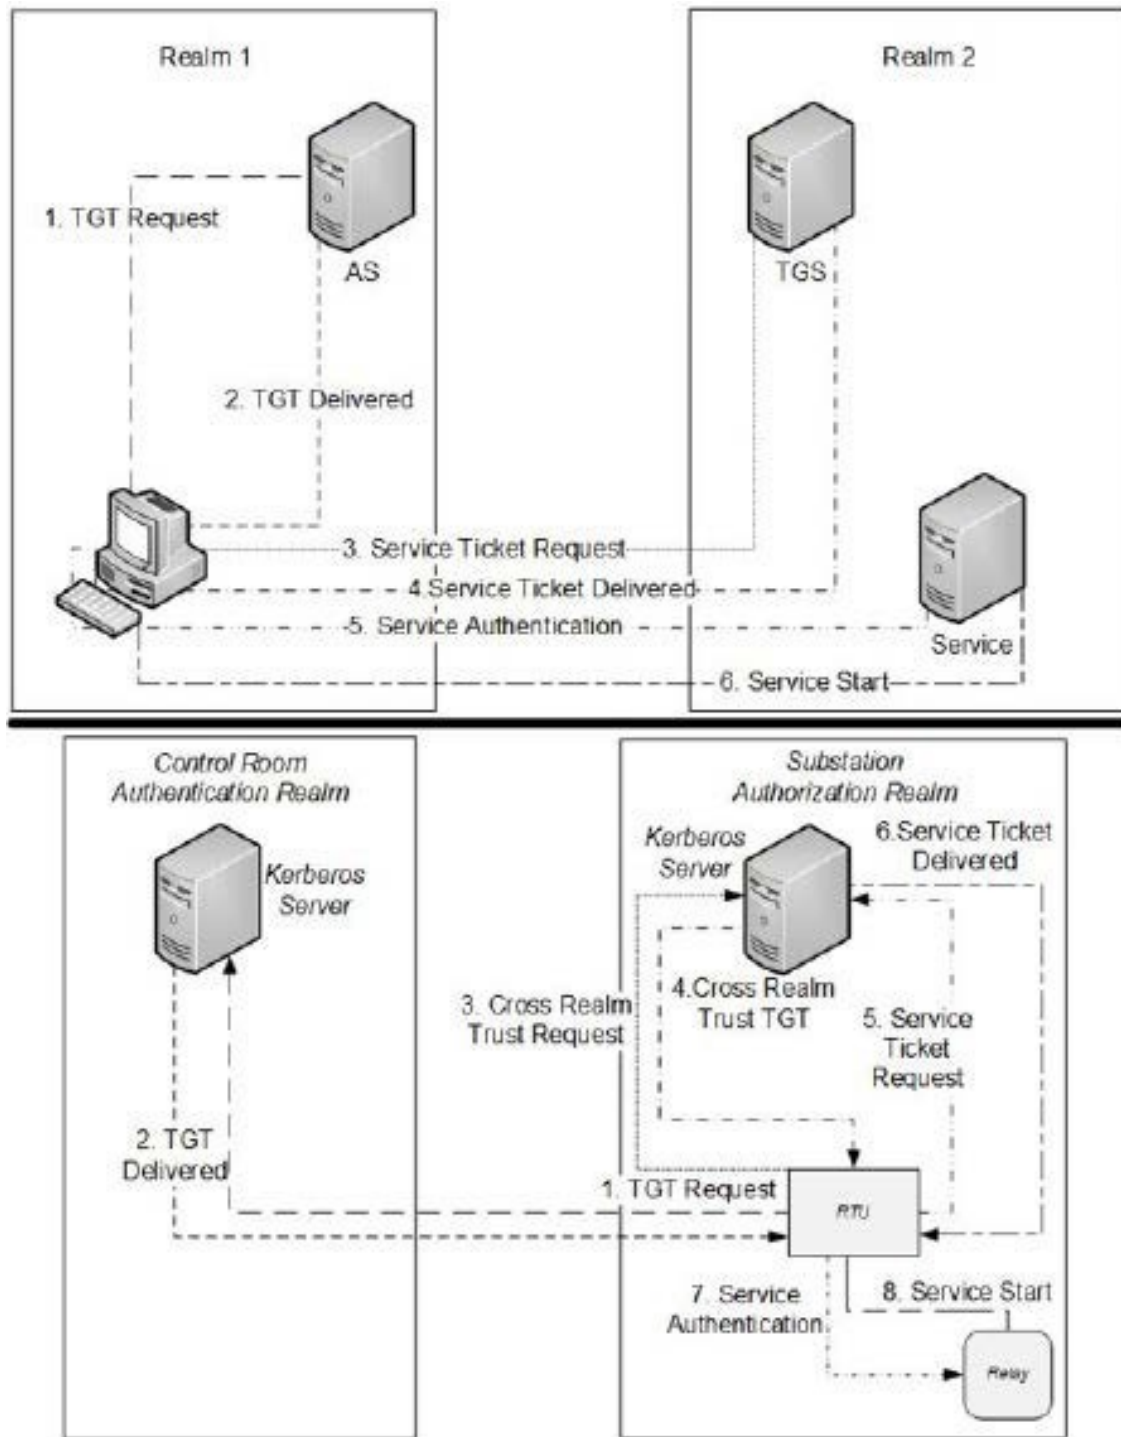 Realm 1
Realm 2
1. TGT Request
AS
TGS
2. TGT Delivered
3. Service Ticket Request
4.Service Ticket Delivered
5. Service Authentication
Service
6. Service Start
Control Room
Authentication Realm
Substation
Authorization Realm
Kerberos
Server
Kerberos
Server
6.Service Ticket
Delivered
3. Cross Realm
Trust Request
4.Cross Realm
Trust TGT
5. Service
Ticket
Request
2. TGT
Delivered
1. TGT Request
RTU
7. Service
Authentication
8. Service Start
Relay